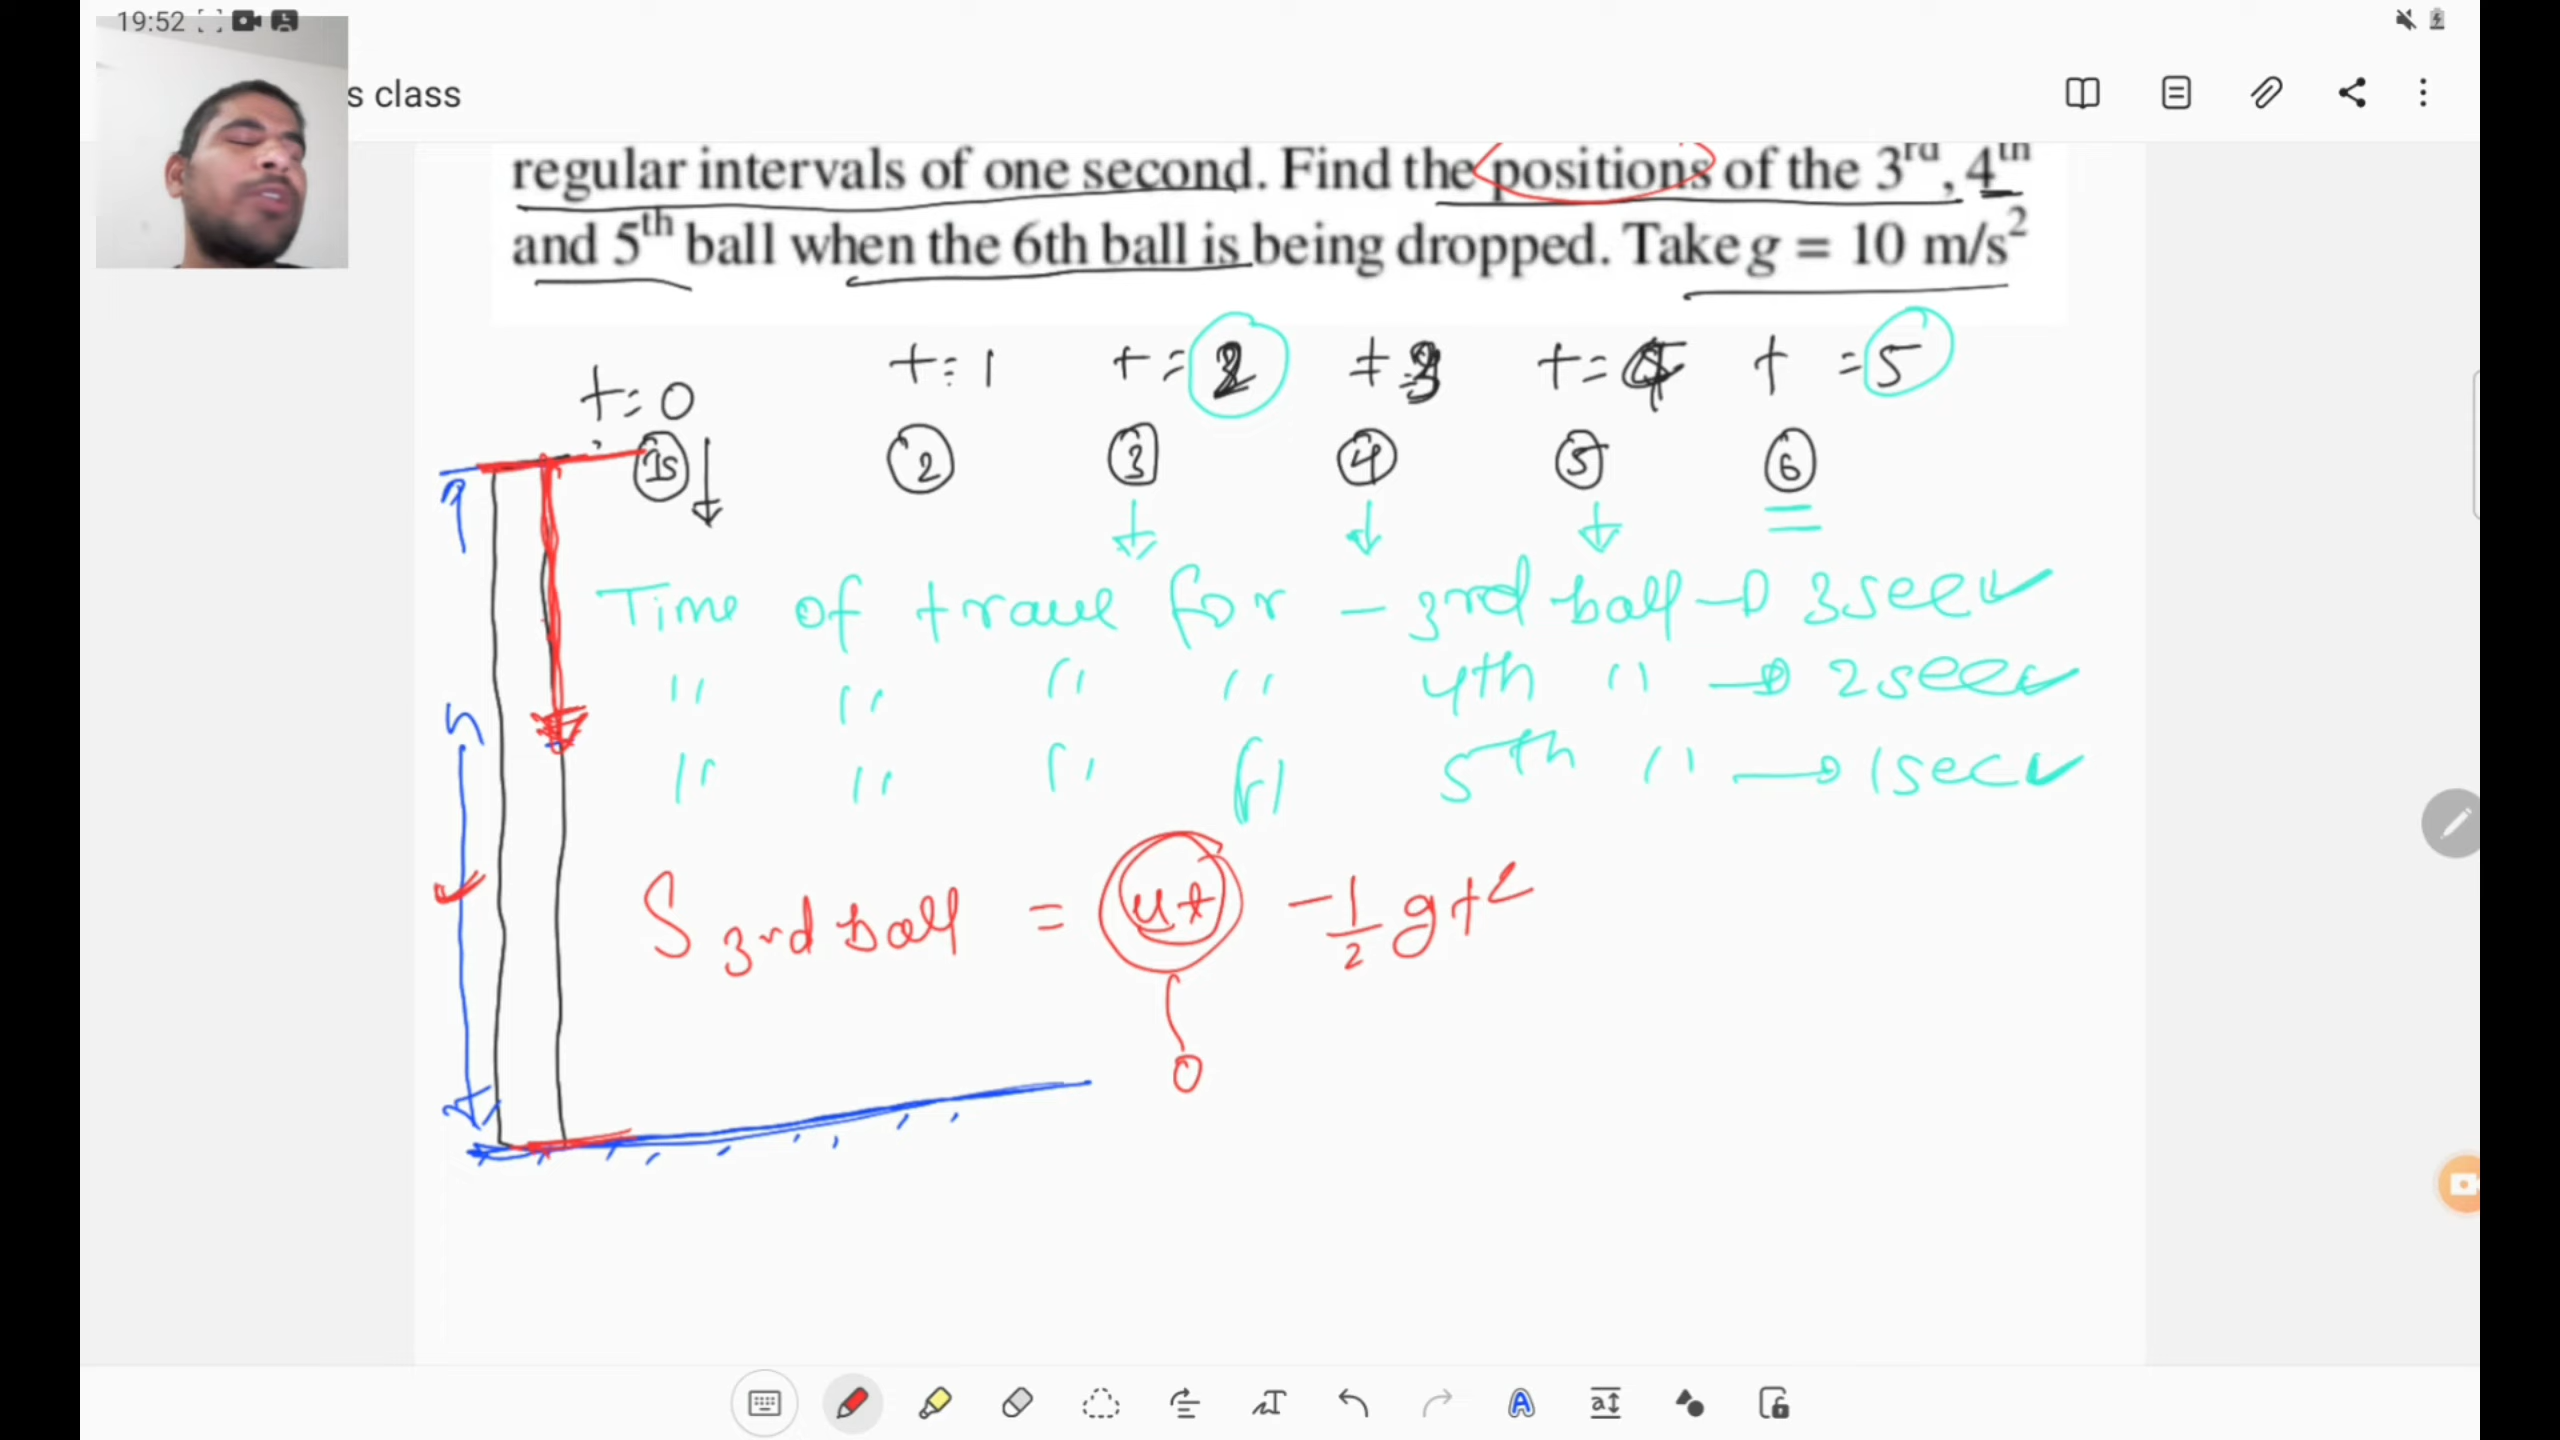 19:52
s class
regular intervals of one second. Find the positions of the 3rd, 4th
and 5th ball when the 6th ball is being dropped. Take g = 10 m/s2
t=0 t=1 t=2 t=3 t=4 t=5
1s 2 3 4 5 6
Time of travel for - 3rd ball → 3sec ✓
" " " " 4th " → 2sec ✓
h
" " " " 5th " → 1sec ✓
S 3rd ball = ut - 1/2 gt2
0